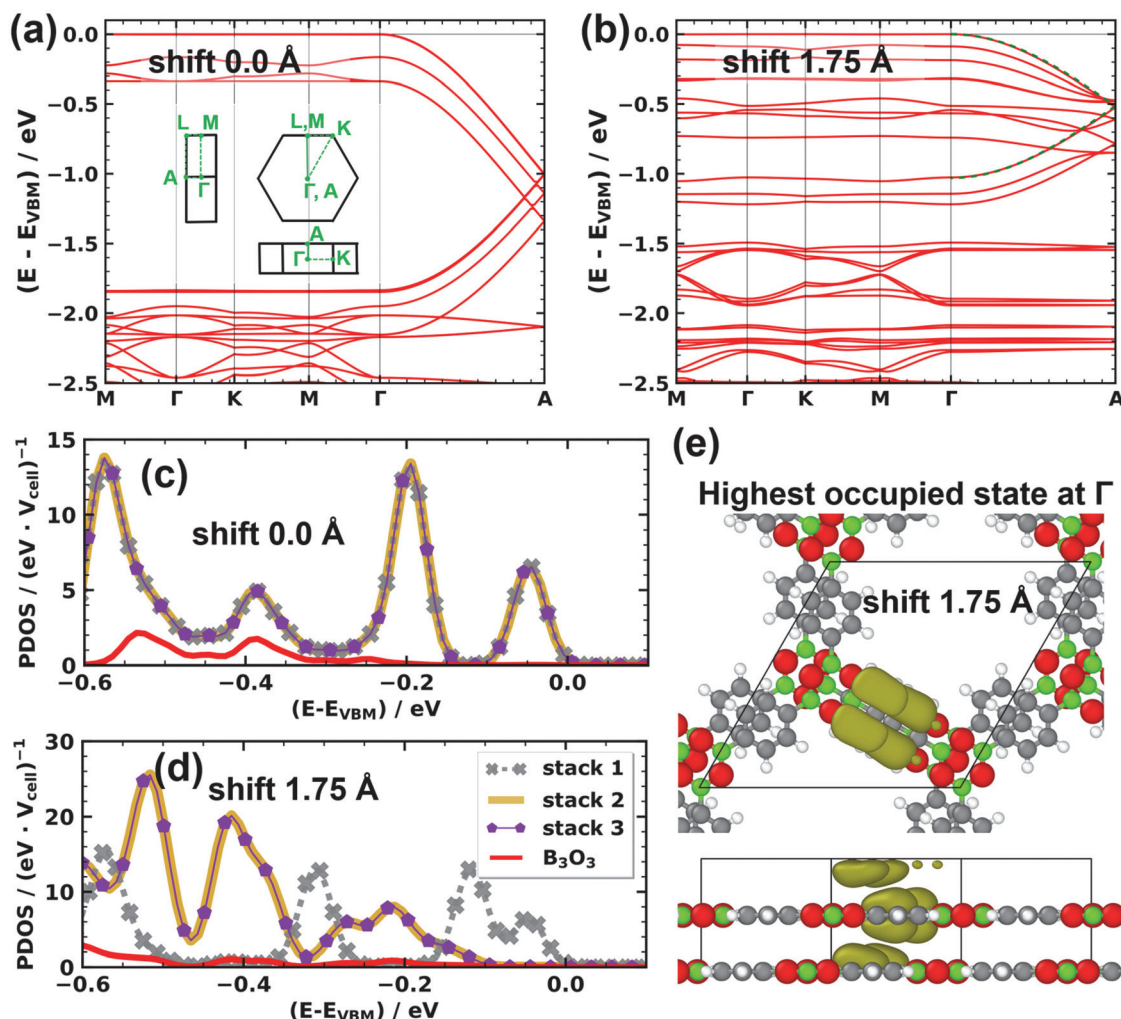 (a)
shift 0.0 Å
(E - E_VBM) / eV
0.0
−0.5
−1.0
−1.5
−2.0
−2.5
L M
A
Γ
L,M
K
Γ, A
A
Γ K
M Γ K M Γ A
(b)
shift 1.75 Å
(E - E_VBM) / eV
0.0
−0.5
−1.0
−1.5
−2.0
−2.5
M Γ K M Γ A
(c)
shift 0.0 Å
PDOS / (eV · V_cell)⁻¹
15
10
5
0
−0.6 −0.4 −0.2 0.0
(E-E_VBM) / eV
(d)
shift 1.75 Å
PDOS / (eV · V_cell)⁻¹
30
20
10
0
stack 1
stack 2
stack 3
B₃O₃
−0.6 −0.4 −0.2 0.0
(E-E_VBM) / eV
(e)
Highest occupied state at Γ
shift 1.75 Å